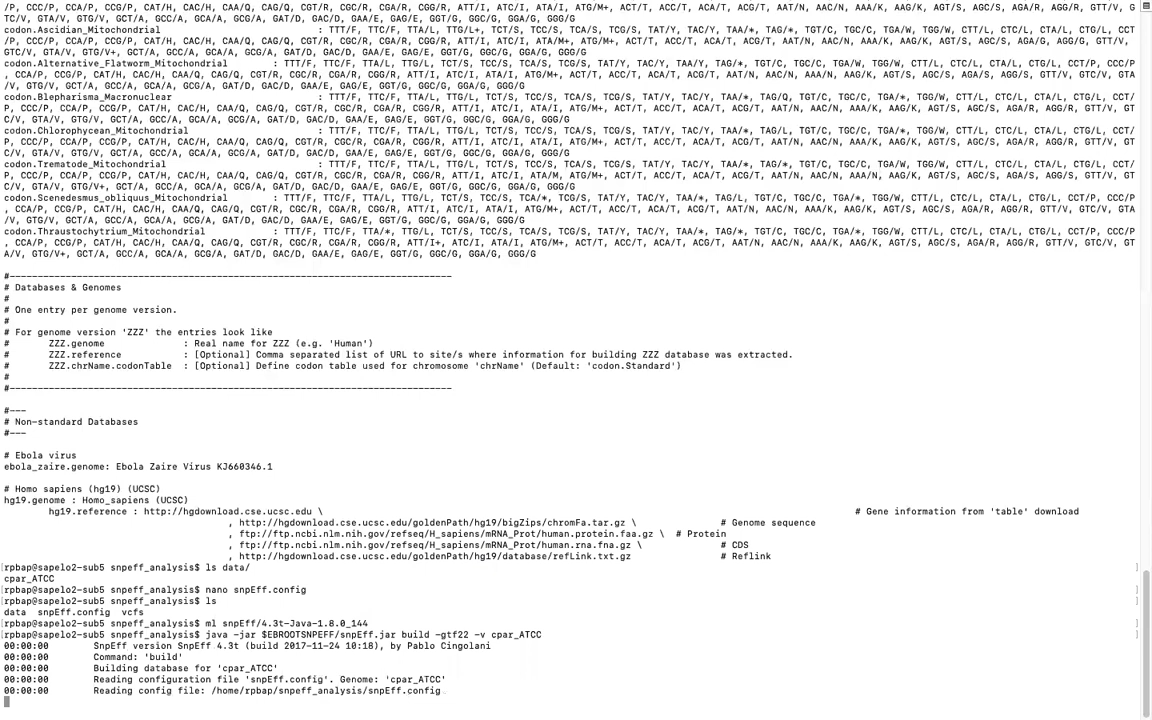 /P, CCC/P, CCA/P, CCG/P, CAT/H, CAC/H, CAA/Q, CAG/Q, CGT/R, CGC/R, CGA/R, CGG/R, ATT/I, ATC/I, ATA/I, ATG/M+, ACT/T, ACC/T, ACA/T, ACG/T, AAT/N, AAC/N, AAA/K, AAG/K, AGT/S, AGC/S, AGA/R, AGG/R, GTT/V, G
TC/V, GTA/V, GTG/V, GCT/A, GCC/A, GCA/A, GCG/A, GAT/D, GAC/D, GAA/E, GAG/E, GGT/G, GGC/G, GGA/G, GGG/G
codon.Ascidian_Mitochondrial : TTT/F, TTC/F, TTA/L, TTG/L+, TCT/S, TCC/S, TCA/S, TCG/S, TAT/Y, TAC/Y, TAA/*, TAG/*, TGT/C, TGC/C, TGA/W, TGG/W, CTT/L, CTC/L, CTA/L, CTG/L, CCT
/P, CCC/P, CCA/P, CCG/P, CAT/H, CAC/H, CAA/Q, CAG/Q, CGT/R, CGC/R, CGA/R, CGG/R, ATT/I, ATC/I, ATA/M+, ATG/M+, ACT/T, ACC/T, ACA/T, ACG/T, AAT/N, AAC/N, AAA/K, AAG/K, AGT/S, AGC/S, AGA/G, AGG/G, GTT/V,
GTC/V, GTA/V, GTG/V+, GCT/A, GCC/A, GCA/A, GCG/A, GAT/D, GAC/D, GAA/E, GAG/E, GGT/G, GGC/G, GGA/G, GGG/G
codon.Alternative_Flatworm_Mitochondrial : TTT/F, TTC/F, TTA/L, TTG/L, TCT/S, TCC/S, TCA/S, TCG/S, TAT/Y, TAC/Y, TAA/Y, TAG/*, TGT/C, TGC/C, TGA/W, TGG/W, CTT/L, CTC/L, CTA/L, CTG/L, CCT/P, CCC/P
, CCA/P, CCG/P, CAT/H, CAC/H, CAA/Q, CAG/Q, CGT/R, CGC/R, CGA/R, CGG/R, ATT/I, ATC/I, ATA/I, ATG/M+, ACT/T, ACC/T, ACA/T, ACG/T, AAT/N, AAC/N, AAA/N, AAG/K, AGT/S, AGC/S, AGA/S, AGG/S, GTT/V, GTC/V, GTA
/V, GTG/V, GCT/A, GCC/A, GCA/A, GCG/A, GAT/D, GAC/D, GAA/E, GAG/E, GGT/G, GGC/G, GGA/G, GGG/G
codon.Blepharisma_Macronuclear : TTT/F, TTC/F, TTA/L, TTG/L, TCT/S, TCC/S, TCA/S, TCG/S, TAT/Y, TAC/Y, TAA/*, TAG/Q, TGT/C, TGC/C, TGA/*, TGG/W, CTT/L, CTC/L, CTA/L, CTG/L, CCT/
P, CCC/P, CCA/P, CCG/P, CAT/H, CAC/H, CAA/Q, CAG/Q, CGT/R, CGC/R, CGA/R, CGG/R, ATT/I, ATC/I, ATA/I, ATG/M+, ACT/T, ACC/T, ACA/T, ACG/T, AAT/N, AAC/N, AAA/K, AAG/K, AGT/S, AGC/S, AGA/R, AGG/R, GTT/V, GT
C/V, GTA/V, GTG/V, GCT/A, GCC/A, GCA/A, GCG/A, GAT/D, GAC/D, GAA/E, GAG/E, GGT/G, GGC/G, GGA/G, GGG/G
codon.Chlorophycean_Mitochondrial : TTT/F, TTC/F, TTA/L, TTG/L, TCT/S, TCC/S, TCA/S, TCG/S, TAT/Y, TAC/Y, TAA/*, TAG/L, TGT/C, TGC/C, TGA/*, TGG/W, CTT/L, CTC/L, CTA/L, CTG/L, CCT/
P, CCC/P, CCA/P, CCG/P, CAT/H, CAC/H, CAA/Q, CAG/Q, CGT/R, CGC/R, CGA/R, CGG/R, ATT/I, ATC/I, ATA/I, ATG/M+, ACT/T, ACC/T, ACA/T, ACG/T, AAT/N, AAC/N, AAA/K, AAG/K, AGT/S, AGC/S, AGA/R, AGG/R, GTT/V, GT
C/V, GTA/V, GTG/V, GCT/A, GCC/A, GCA/A, GCG/A, GAT/D, GAC/D, GAA/E, GAG/E, GGT/G, GGC/G, GGA/G, GGG/G
codon.Trematode_Mitochondrial : TTT/F, TTC/F, TTA/L, TTG/L, TCT/S, TCC/S, TCA/S, TCG/S, TAT/Y, TAC/Y, TAA/*, TAG/*, TGT/C, TGC/C, TGA/W, TGG/W, CTT/L, CTC/L, CTA/L, CTG/L, CCT/
P, CCC/P, CCA/P, CCG/P, CAT/H, CAC/H, CAA/Q, CAG/Q, CGT/R, CGC/R, CGA/R, CGG/R, ATT/I, ATC/I, ATA/M, ATG/M+, ACT/T, ACC/T, ACA/T, ACG/T, AAT/N, AAC/N, AAA/N, AAG/K, AGT/S, AGC/S, AGA/S, AGG/S, GTT/V, GT
C/V, GTA/V, GTG/V+, GCT/A, GCC/A, GCA/A, GCG/A, GAT/D, GAC/D, GAA/E, GAG/E, GGT/G, GGC/G, GGA/G, GGG/G
codon.Scenedesmus_obliquus_Mitochondrial : TTT/F, TTC/F, TTA/L, TTG/L, TCT/S, TCC/S, TCA/*, TCG/S, TAT/Y, TAC/Y, TAA/*, TAG/L, TGT/C, TGC/C, TGA/*, TGG/W, CTT/L, CTC/L, CTA/L, CTG/L, CCT/P, CCC/P
, CCA/P, CCG/P, CAT/H, CAC/H, CAA/Q, CAG/Q, CGT/R, CGC/R, CGA/R, CGG/R, ATT/I, ATC/I, ATA/I, ATG/M+, ACT/T, ACC/T, ACA/T, ACG/T, AAT/N, AAC/N, AAA/K, AAG/K, AGT/S, AGC/S, AGA/R, AGG/R, GTT/V, GTC/V, GTA
/V, GTG/V, GCT/A, GCC/A, GCA/A, GCG/A, GAT/D, GAC/D, GAA/E, GAG/E, GGT/G, GGC/G, GGA/G, GGG/G
codon.Thraustochytrium_Mitochondrial : TTT/F, TTC/F, TTA/*, TTG/L, TCT/S, TCC/S, TCA/S, TCG/S, TAT/Y, TAC/Y, TAA/*, TAG/*, TGT/C, TGC/C, TGA/*, TGG/W, CTT/L, CTC/L, CTA/L, CTG/L, CCT/P, CCC/P
, CCA/P, CCG/P, CAT/H, CAC/H, CAA/Q, CAG/Q, CGT/R, CGC/R, CGA/R, CGG/R, ATT/I+, ATC/I, ATA/I, ATG/M+, ACT/T, ACC/T, ACA/T, ACG/T, AAT/N, AAC/N, AAA/K, AAG/K, AGT/S, AGC/S, AGA/R, AGG/R, GTT/V, GTC/V, GT
A/V, GTG/V+, GCT/A, GCC/A, GCA/A, GCG/A, GAT/D, GAC/D, GAA/E, GAG/E, GGT/G, GGC/G, GGA/G, GGG/G
#-------------------------------------------------------------------------------
# Databases & Genomes
#
# One entry per genome version.
#
# For genome version 'ZZZ' the entries look like
# ZZZ.genome : Real name for ZZZ (e.g. 'Human')
# ZZZ.reference : [Optional] Comma separated list of URL to site/s where information for building ZZZ database was extracted.
# ZZZ.chrName.codonTable : [Optional] Define codon table used for chromosome 'chrName' (Default: 'codon.Standard')
#
#-------------------------------------------------------------------------------
#---
# Non-standard Databases
#---
# Ebola virus
ebola_zaire.genome: Ebola Zaire Virus KJ660346.1
# Homo sapiens (hg19) (UCSC)
hg19.genome : Homo_sapiens (UCSC)
hg19.reference : http://hgdownload.cse.ucsc.edu \ # Gene information from 'table' download
, http://hgdownload.cse.ucsc.edu/goldenPath/hg19/bigZips/chromFa.tar.gz \ # Genome sequence
, ftp://ftp.ncbi.nlm.nih.gov/refseq/H_sapiens/mRNA_Prot/human.protein.faa.gz \ # Protein
, ftp://ftp.ncbi.nlm.nih.gov/refseq/H_sapiens/mRNA_Prot/human.rna.fna.gz \ # CDS
, http://hgdownload.cse.ucsc.edu/goldenPath/hg19/database/refLink.txt.gz # Reflink
[rpbap@sapelo2-sub5 snpeff_analysis$ ls data/ ]
cpar_ATCC
[rpbap@sapelo2-sub5 snpeff_analysis$ nano snpEff.config ]
[rpbap@sapelo2-sub5 snpeff_analysis$ ls ]
data snpEff.config vcfs
[rpbap@sapelo2-sub5 snpeff_analysis$ ml snpEff/4.3t-Java-1.8.0_144 ]
[rpbap@sapelo2-sub5 snpeff_analysis$ java -jar $EBROOTSNPEFF/snpEff.jar build -gtf22 -v cpar_ATCC ]
00:00:00 SnpEff version SnpEff 4.3t (build 2017-11-24 10:18), by Pablo Cingolani
00:00:00 Command: 'build'
00:00:00 Building database for 'cpar_ATCC'
00:00:00 Reading configuration file 'snpEff.config'. Genome: 'cpar_ATCC'
00:00:00 Reading config file: /home/rpbap/snpeff_analysis/snpEff.config